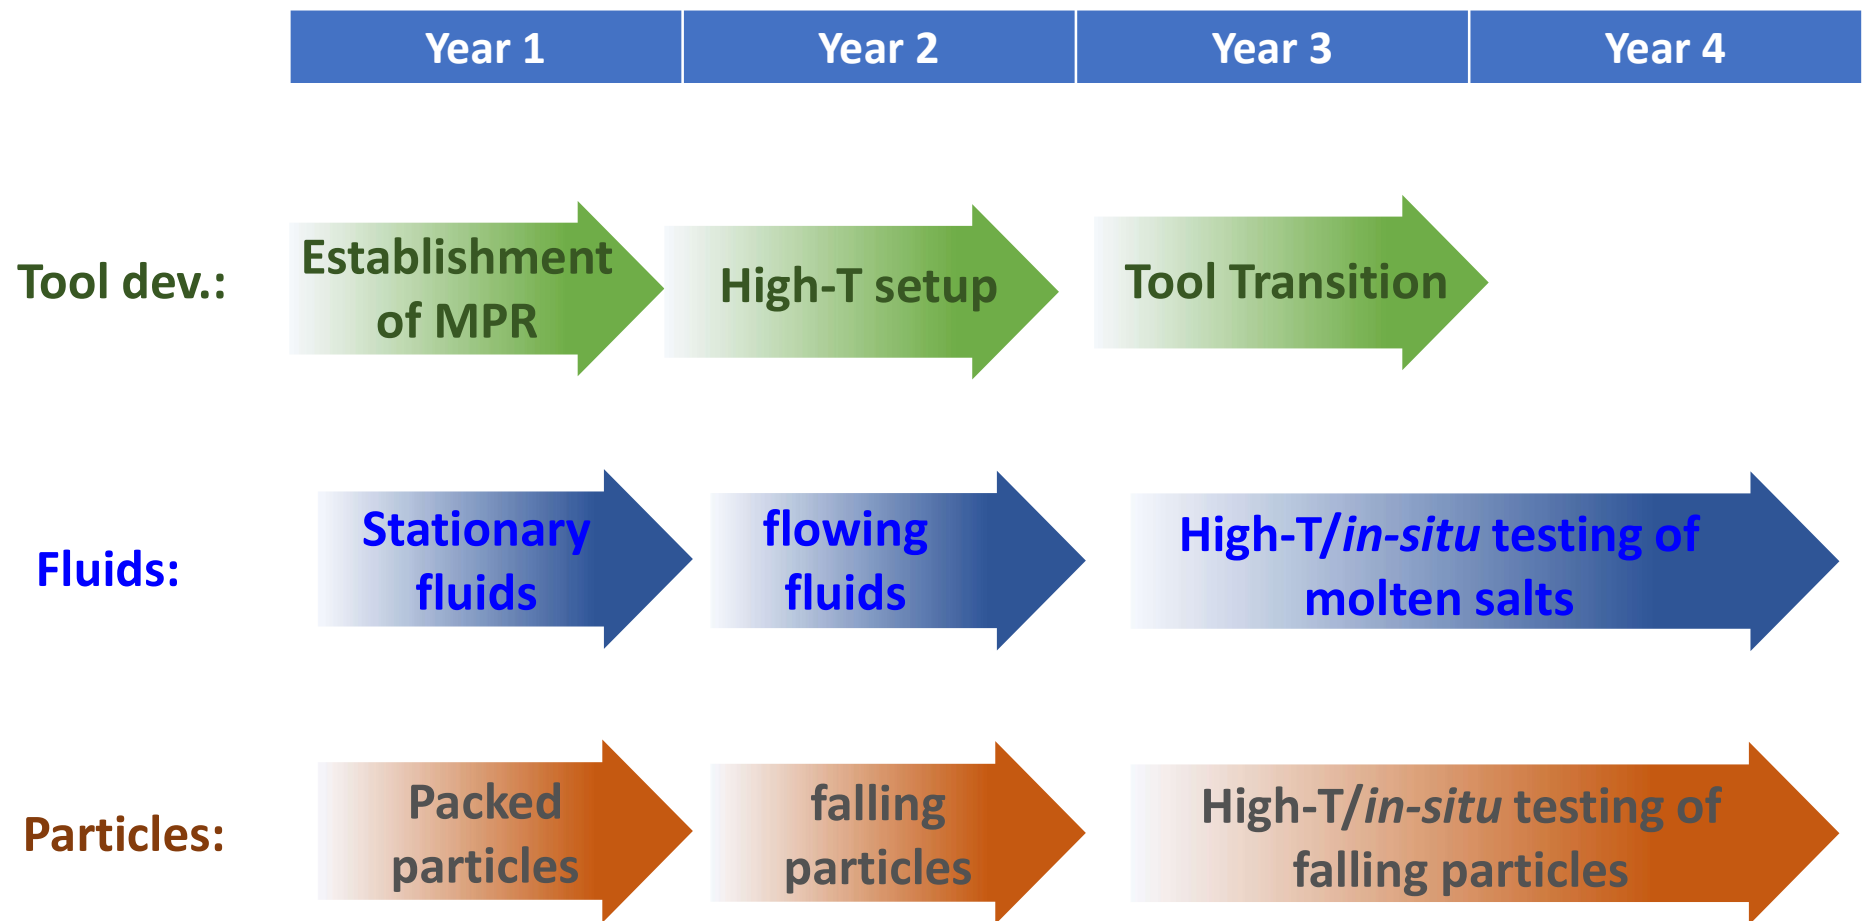 Year 1
Year 2
Year 3
Year 4
Tool dev.:
Establishment
of MPR
High-T setup
Tool Transition
Fluids:
Stationary
fluids
flowing
fluids
High-T/in-situ testing of
molten salts
Particles:
Packed
particles
falling
particles
High-T/in-situ testing of
falling particles